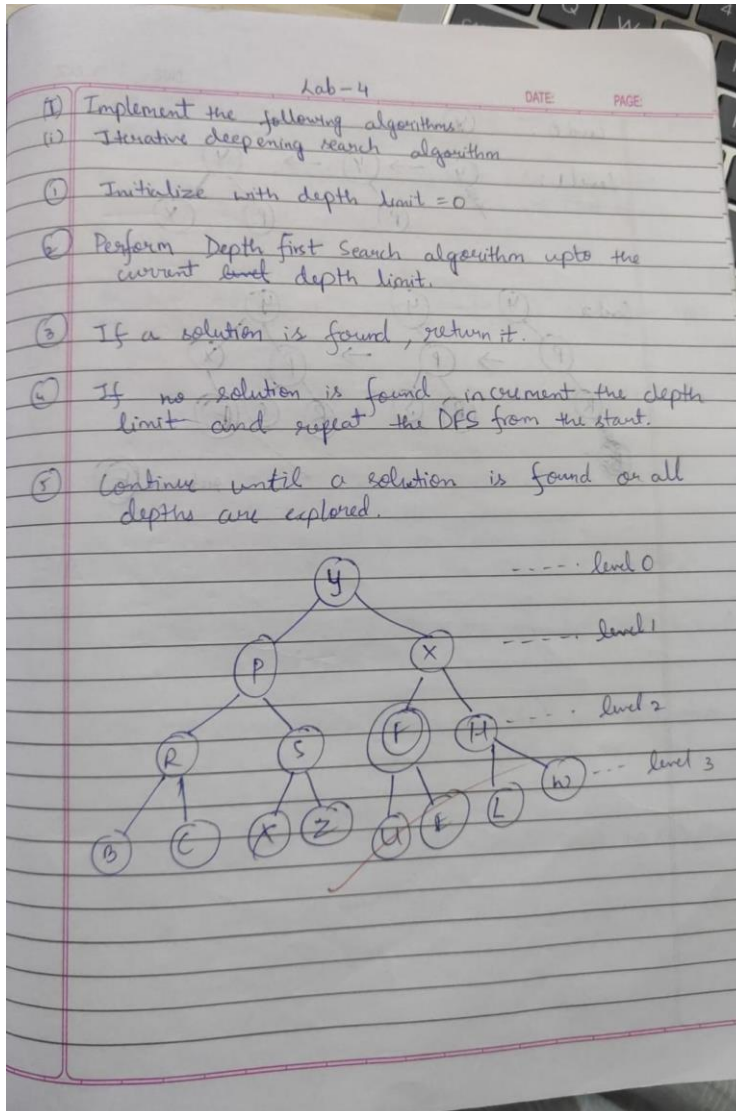 Q W 4
Lab-4
DATE: PAGE:
(I) Implement the following algorithms
(i) Iterative deepening search algorithm
① Initialize with depth limit = 0
② Perform Depth first Search algorithm upto the
current level depth limit.
③ If a solution is found, return it.
④ If no solution is found, increment the depth
limit and repeat the DFS from the start.
⑤ Continue until a solution is found or all
depths are explored.
Y ----- level 0
P X ----- level 1
R S F H ----- level 2
B C X Z U E L W --- level 3